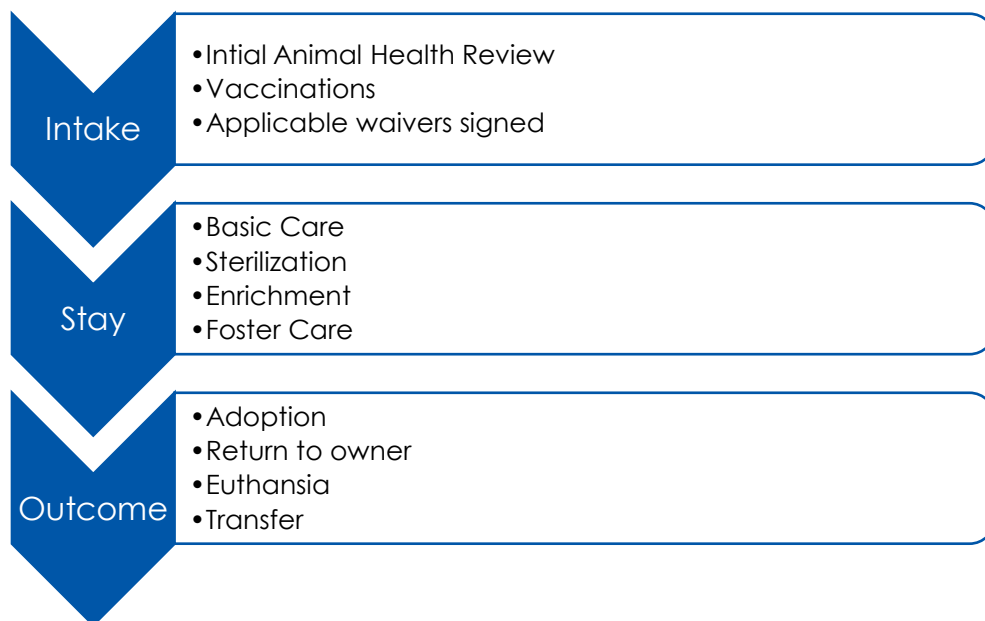 Intake
•Intial Animal Health Review
•Vaccinations
•Applicable waivers signed
Stay
•Basic Care
•Sterilization
•Enrichment
•Foster Care
Outcome
•Adoption
•Return to owner
•Euthansia
•Transfer